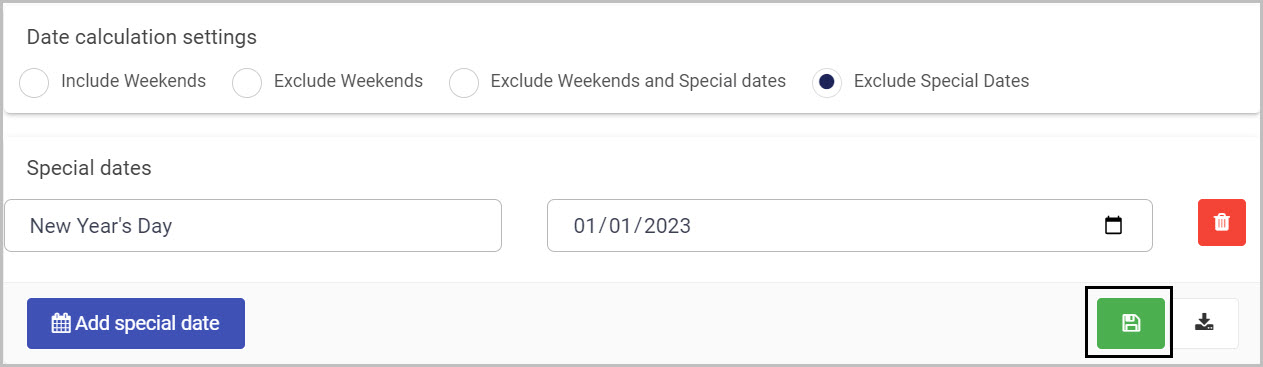 Date calculation settings
Include Weekends Exclude Weekends Exclude Weekends and Special dates Exclude Special Dates
Special dates
New Year's Day 01/01/2023
Add special date